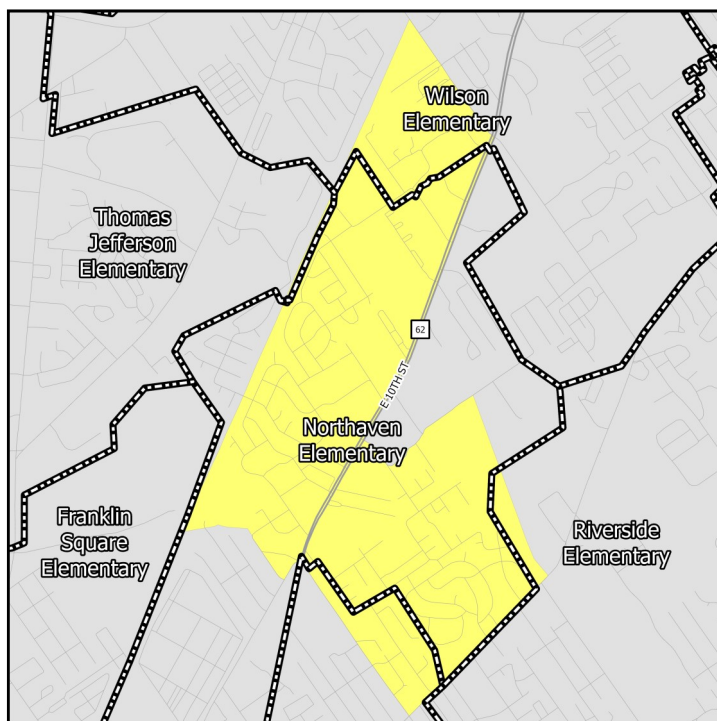 Wilson
Elementary
Thomas
Jefferson
Elementary
62
E 10TH ST
Northaven
Elementary
Franklin
Square
Elementary
Riverside
Elementary